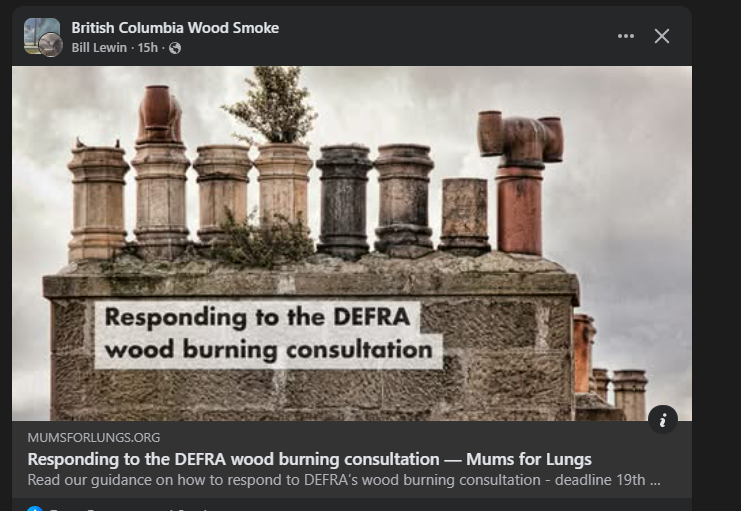 British Columbia Wood Smoke
Bill Lewin · 15h ·
Responding to the DEFRA
wood burning consultation
MUMSFORLUNGS.ORG
Responding to the DEFRA wood burning consultation — Mums for Lungs
Read our guidance on how to respond to DEFRA's wood burning consultation - deadline 19th ...